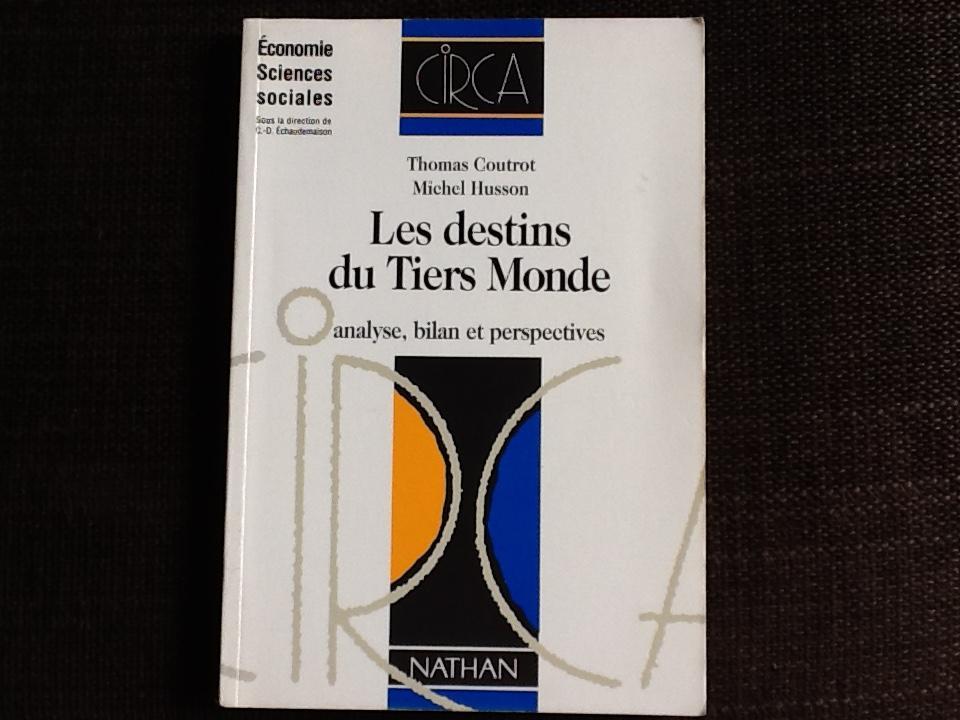 Économie
Sciences
sociales
Sous la direction de
C.-D. Échaudemaison
CIRCA
Thomas Coutrot
Michel Husson
Les destins
du Tiers Monde
analyse, bilan et perspectives
CIRCA
NATHAN